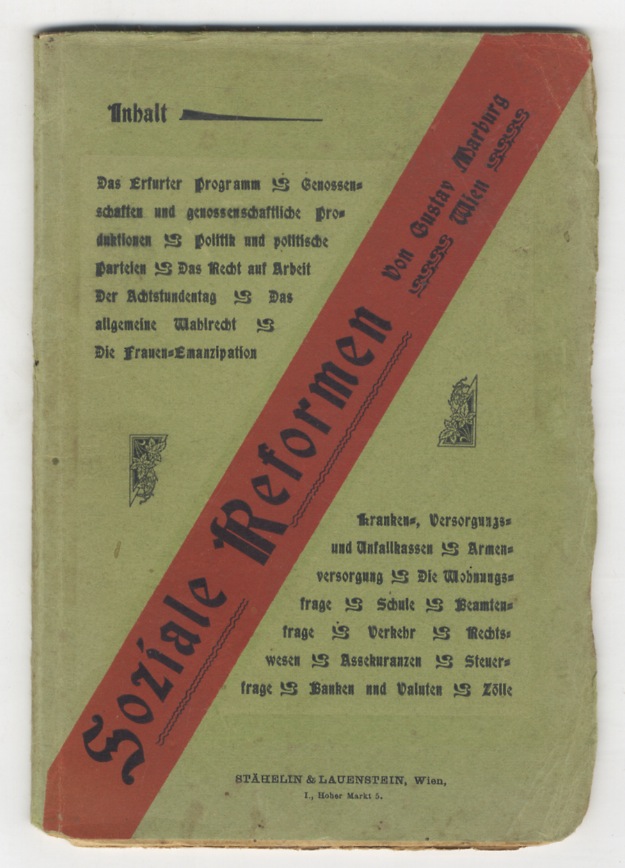 Inhalt
Das Erfurter Programm Genossen=
schaften und genossenschaftliche Pro=
duktionen Politik und politische
Parteien Das Recht auf Arbeit
Der Achtstundentag Das
allgemeine Wahlrecht
Die Frauen=Emanzipation
Soziale Reformen von Gustav Marburg
Wien
Kranken=, Versorgungs=
und Unfallkassen Armen=
versorgung Die Wohnungs=
frage Schule Beamten=
frage Verkehr Rechts=
wesen Assekuranzen Steuer=
frage Banken und Valuten Zölle
STÄHELIN & LAUENSTEIN, Wien,
I., Hoher Markt 5.